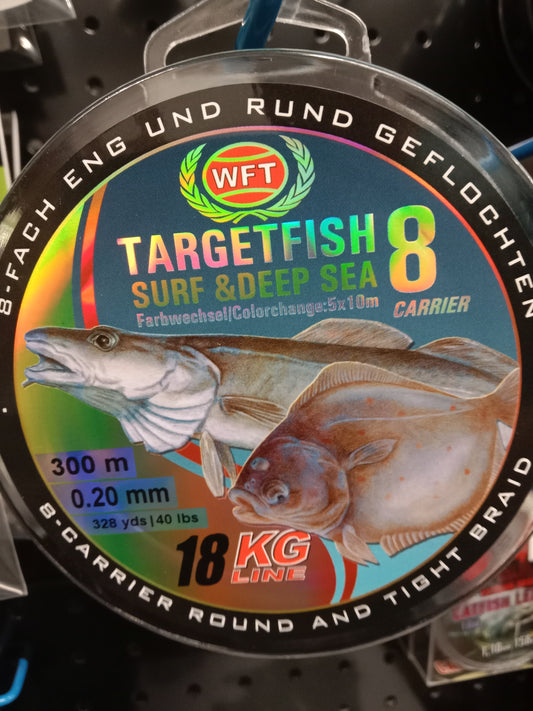 8-FACH ENG UND RUND GEFLOCHTEN
WFT
TARGETFISH 8
SURF & DEEP SEA
CARRIER
Farbwechsel/Colorchange:5x10m
300 m
0.20 mm
328 yds | 40 lbs
18 KG
LINE
8-CARRIER ROUND AND TIGHT BRAID